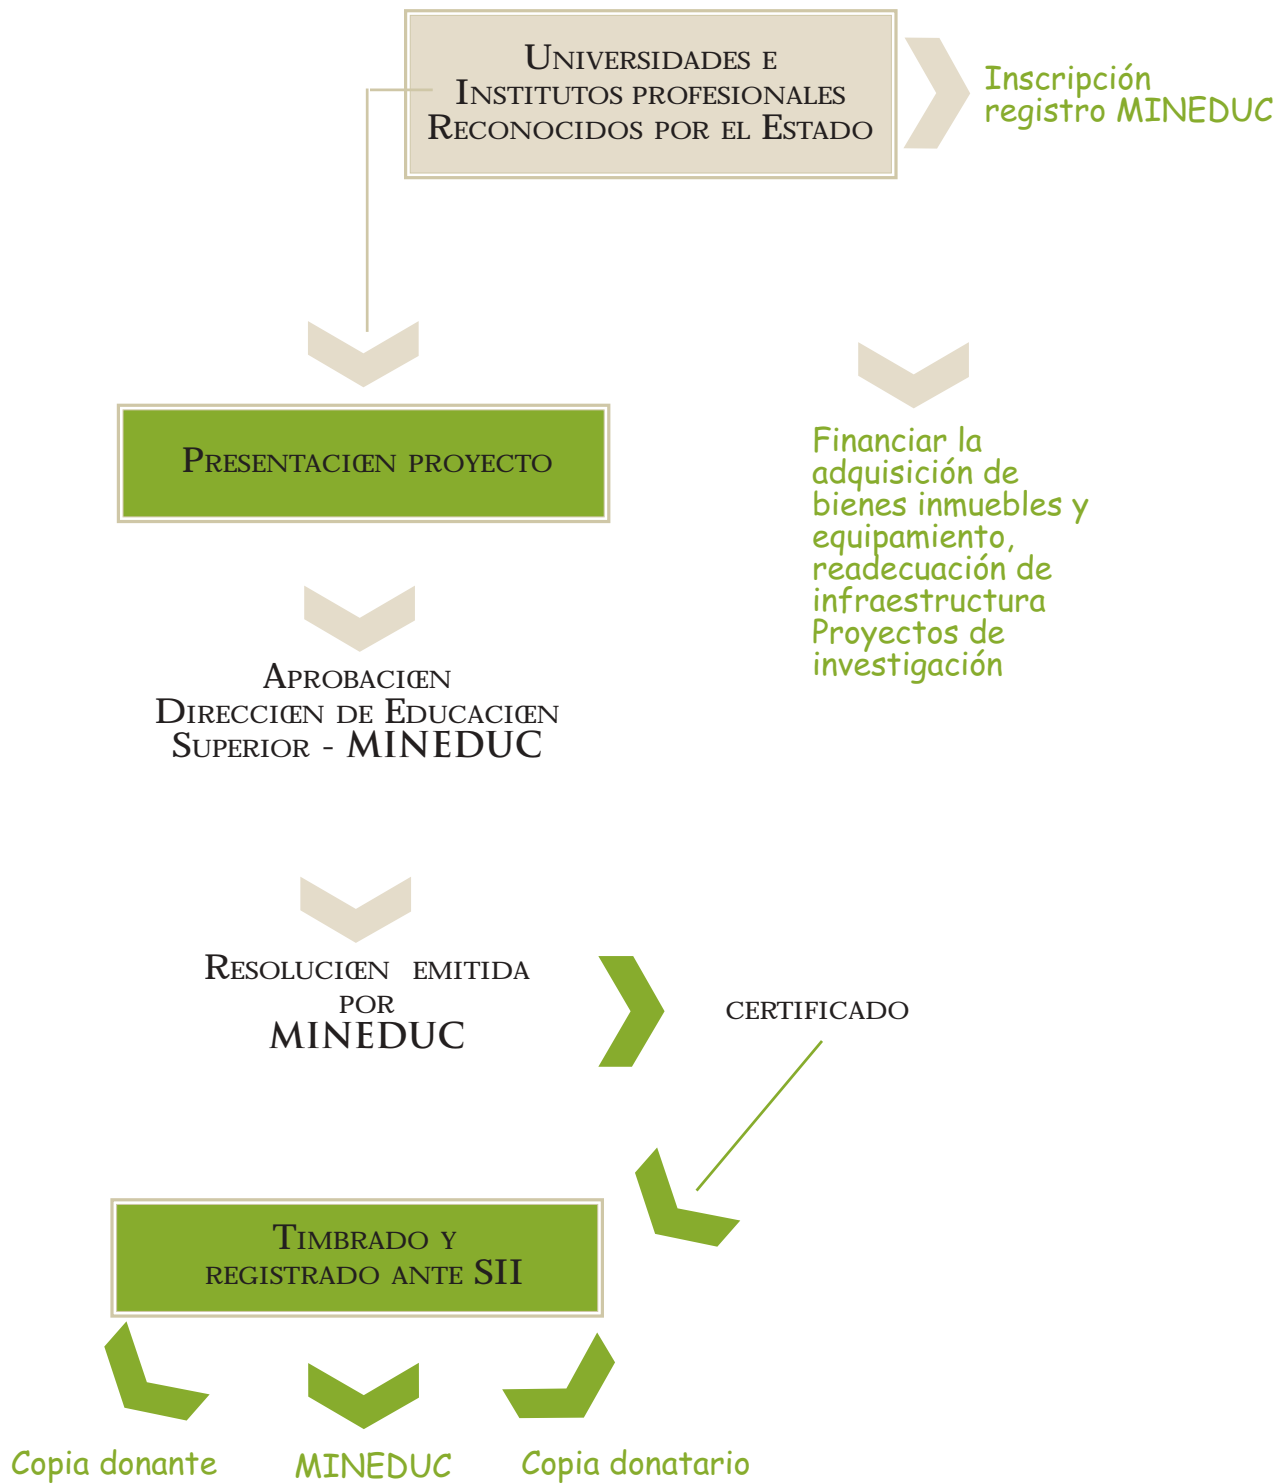 Universidades e
Institutos profesionales
Reconocidos por el Estado
Inscripción
registro MINEDUC
Presentaciœn proyecto
Financiar la
adquisición de
bienes inmuebles y
equipamiento,
readecuación de
infraestructura
Proyectos de
investigación
Aprobaciœn
Direcciœn de Educaciœn
Superior - MINEDUC
Resoluciœn emitida
por
MINEDUC
certificado
Timbrado y
registrado ante SII
Copia donante
MINEDUC
Copia donatario